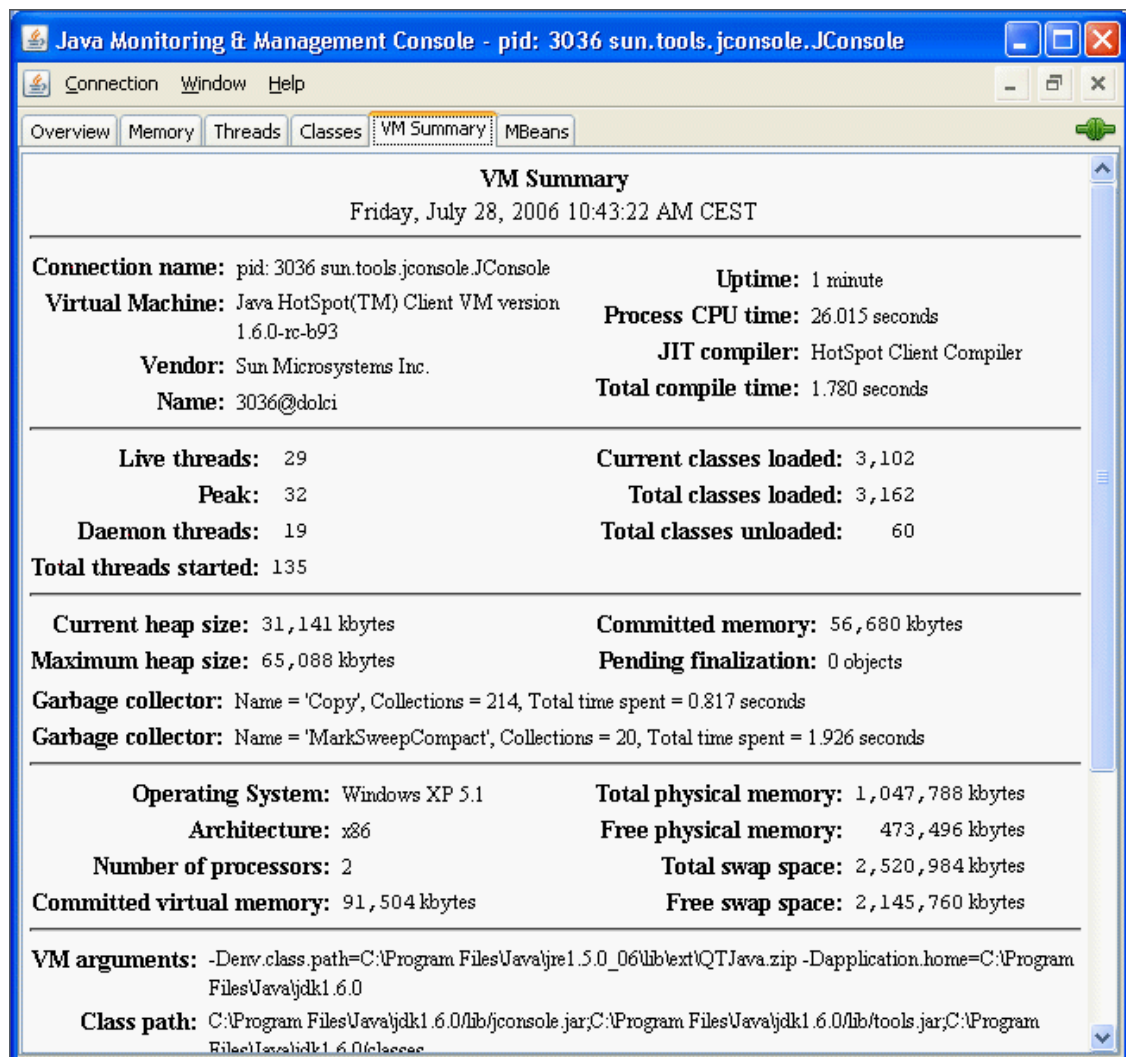 Java Monitoring & Management Console - pid: 3036 sun.tools.jconsole.JConsole
Connection Window Help
Overview Memory Threads Classes VM Summary MBeans
VM Summary
Friday, July 28, 2006 10:43:22 AM CEST
Connection name: pid: 3036 sun.tools.jconsole.JConsole
Virtual Machine: Java HotSpot(TM) Client VM version
1.6.0-rc-b93
Vendor: Sun Microsystems Inc.
Name: 3036@dolci
Uptime: 1 minute
Process CPU time: 26.015 seconds
JIT compiler: HotSpot Client Compiler
Total compile time: 1.780 seconds
Live threads: 29
Peak: 32
Daemon threads: 19
Total threads started: 135
Current classes loaded: 3,102
Total classes loaded: 3,162
Total classes unloaded: 60
Current heap size: 31,141 kbytes
Maximum heap size: 65,088 kbytes
Committed memory: 56,680 kbytes
Pending finalization: 0 objects
Garbage collector: Name = 'Copy', Collections = 214, Total time spent = 0.817 seconds
Garbage collector: Name = 'MarkSweepCompact', Collections = 20, Total time spent = 1.926 seconds
Operating System: Windows XP 5.1
Architecture: x86
Number of processors: 2
Committed virtual memory: 91,504 kbytes
Total physical memory: 1,047,788 kbytes
Free physical memory: 473,496 kbytes
Total swap space: 2,520,984 kbytes
Free swap space: 2,145,760 kbytes
VM arguments: -Denv.class.path=C:\Program Files\Java\jre1.5.0_06\lib\ext\QTJava.zip -Dapplication.home=C:\Program
Files\Java\jdk1.6.0
Class path: C:\Program Files\Java\jdk1.6.0/lib/jconsole.jar;C:\Program Files\Java\jdk1.6.0/lib/tools.jar;C:\Program
Files\Java\jdk1.6.0/classes